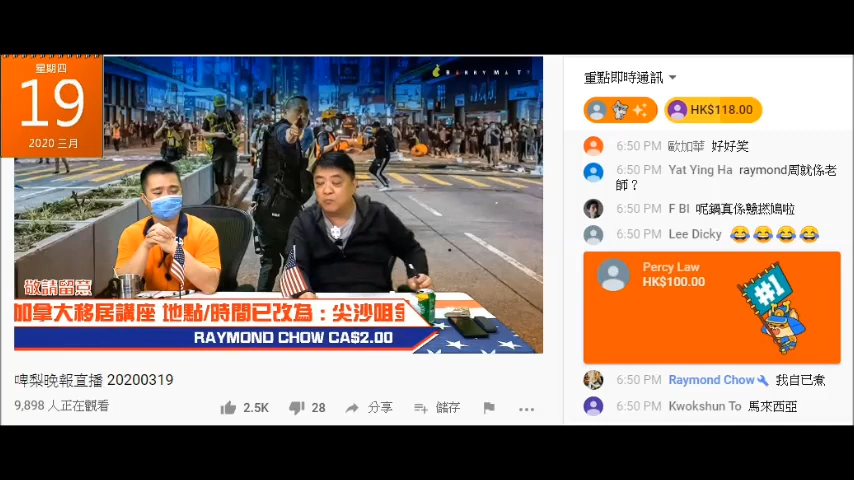 星期四
19
2020 三月
敬請留意
加拿大移居講座 地點/時間已改為：尖沙咀
RAYMOND CHOW CA$2.00
啤梨晚報直播 20200319
9,898 人正在觀看
2.5K
28
分享
儲存
重點即時通訊
HK$118.00
6:50 PM 歐加華 好好笑
6:50 PM Yat Ying Ha raymond周就係老
師？
6:50 PM F BI 呢鍋真係戇撚鳩啦
6:50 PM Lee Dicky 😂😂😂😂
Percy Law
HK$100.00
#1
6:50 PM Raymond Chow 我自已煮
6:50 PM Kwokshun To 馬來西亞